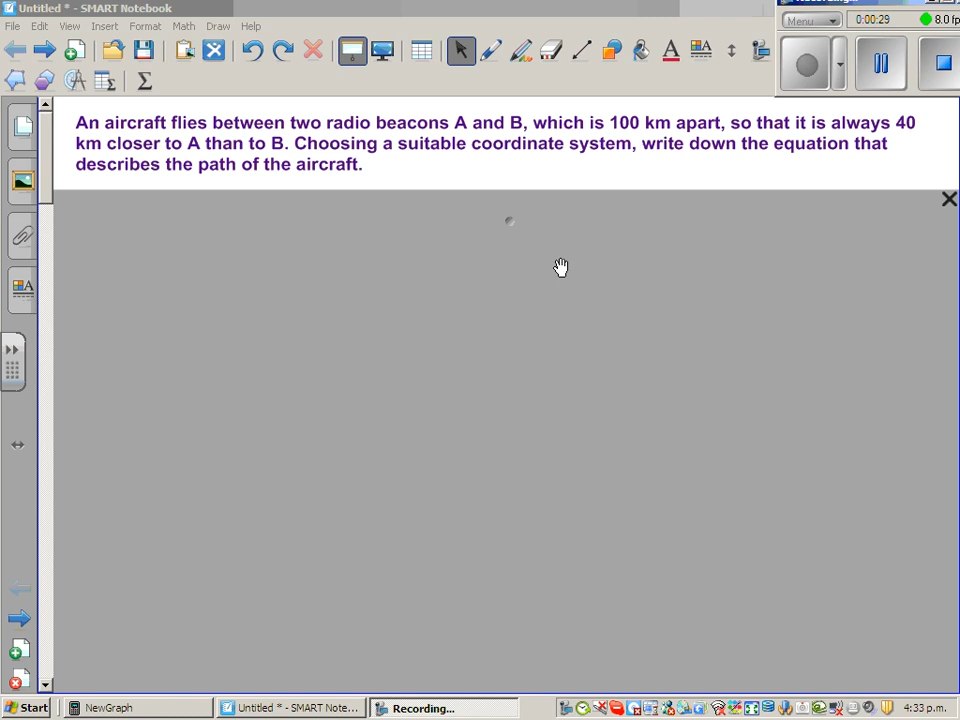 Untitled * - SMART Notebook
Menu
0:00:29
8.0 fp
File Edit View Insert Format Math Draw Help
An aircraft flies between two radio beacons A and B, which is 100 km apart, so that it is always 40
km closer to A than to B. Choosing a suitable coordinate system, write down the equation that
describes the path of the aircraft.
Start
NewGraph
Untitled * - SMART Note...
Recording...
4:33 p.m.